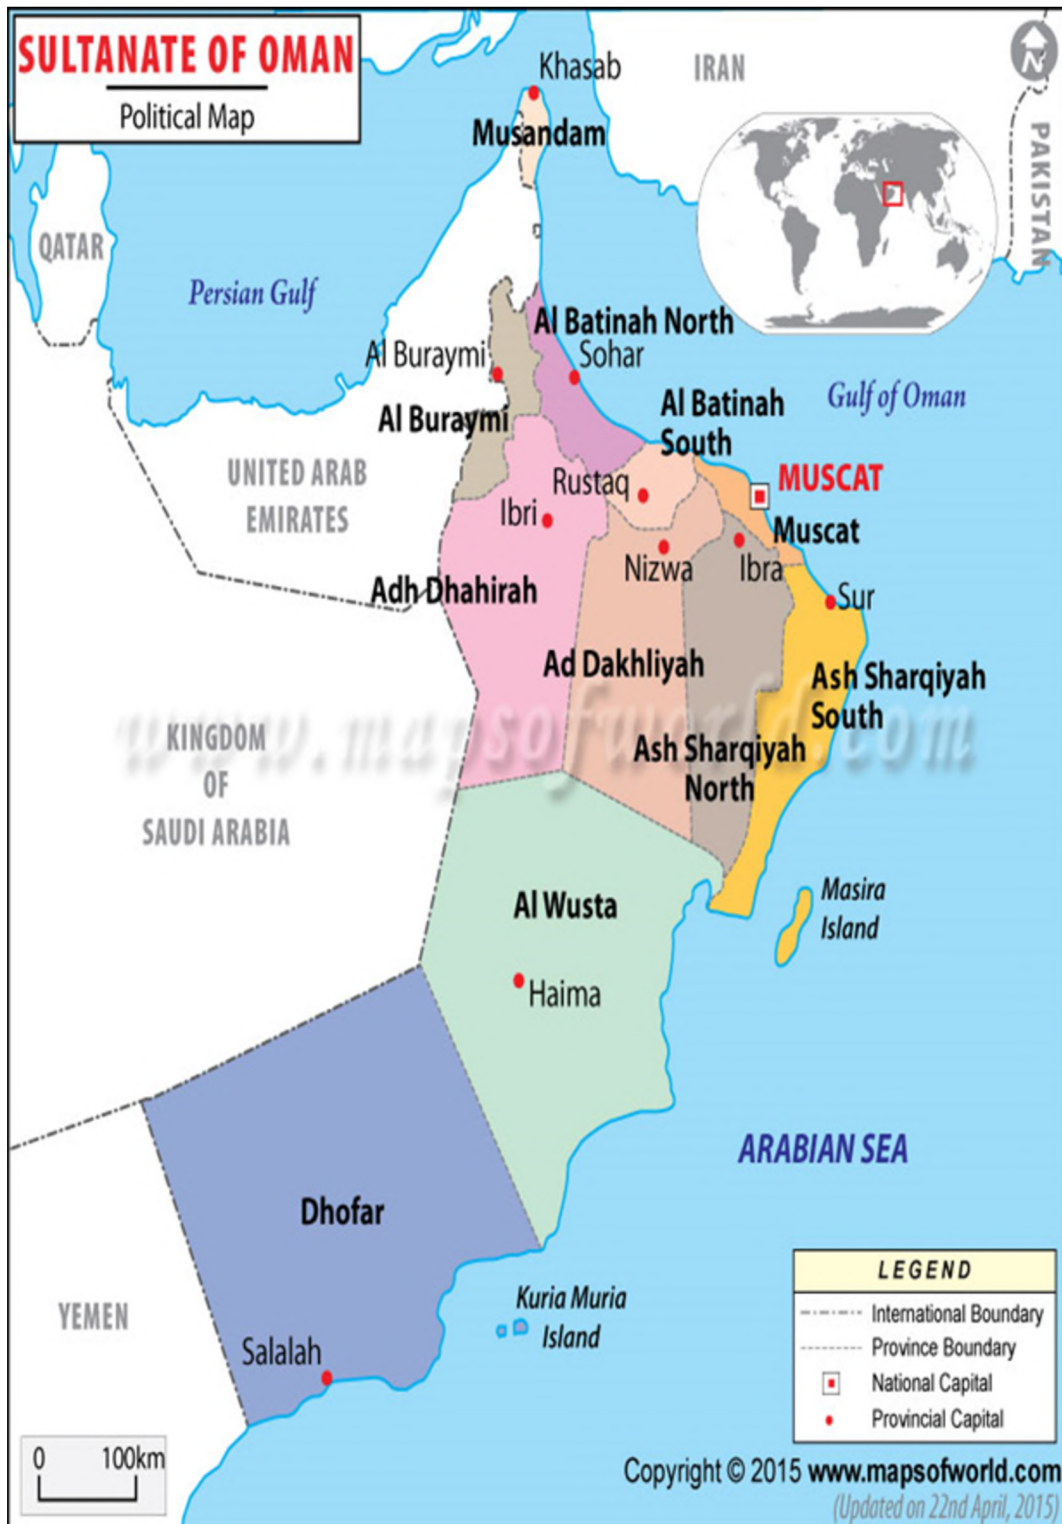 SULTANATE OF OMAN
Political Map
Khasab
IRAN
N
Musandam
PAKISTAN
QATAR
Persian Gulf
Al Batinah North
Al Buraymi
Sohar
Gulf of Oman
Al Batinah
South
Al Buraymi
UNITED ARAB
EMIRATES
Rustaq
MUSCAT
Ibri
Muscat
Nizwa
Ibra
Adh Dhahirah
Sur
Ad Dakhliyah
Ash Sharqiyah
South
www.mapsofworld.com
KINGDOM
OF
SAUDI ARABIA
Ash Sharqiyah
North
Al Wusta
Masira
Island
Haima
ARABIAN SEA
Dhofar
LEGEND
International Boundary
Province Boundary
National Capital
Provincial Capital
YEMEN
Kuria Muria
Island
Salalah
0 100km
Copyright © 2015 www.mapsofworld.com
(Updated on 22nd April, 2015)